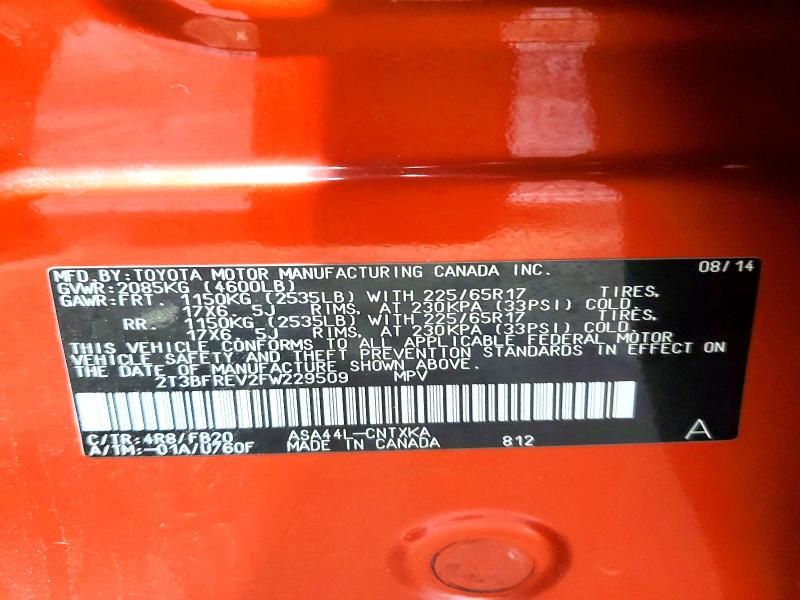 MFD.BY:TOYOTA MOTOR MANUFACTURING CANADA INC. 08/14
GVWR:2085KG (4600LB)
GAWR:FRT. 1150KG (2535LB) WITH 225/65R17 TIRES,
17X6. 5J RIMS, AT 230KPA (33PSI) COLD.
RR. 1150KG (2535LB) WITH 225/65R17 TIRES,
17X6. 5J RIMS, AT 230KPA (33PSI) COLD.
THIS VEHICLE CONFORMS TO ALL APPLICABLE FEDERAL MOTOR
VEHICLE SAFETY AND THEFT PREVENTION STANDARDS IN EFFECT ON
THE DATE OF MANUFACTURE SHOWN ABOVE.
2T3BFREV2FW229509 MPV
C/TR:4R8/FB20 ASA44L-CNTXKA
A/TM:-01A/U760F MADE IN CANADA 812 A